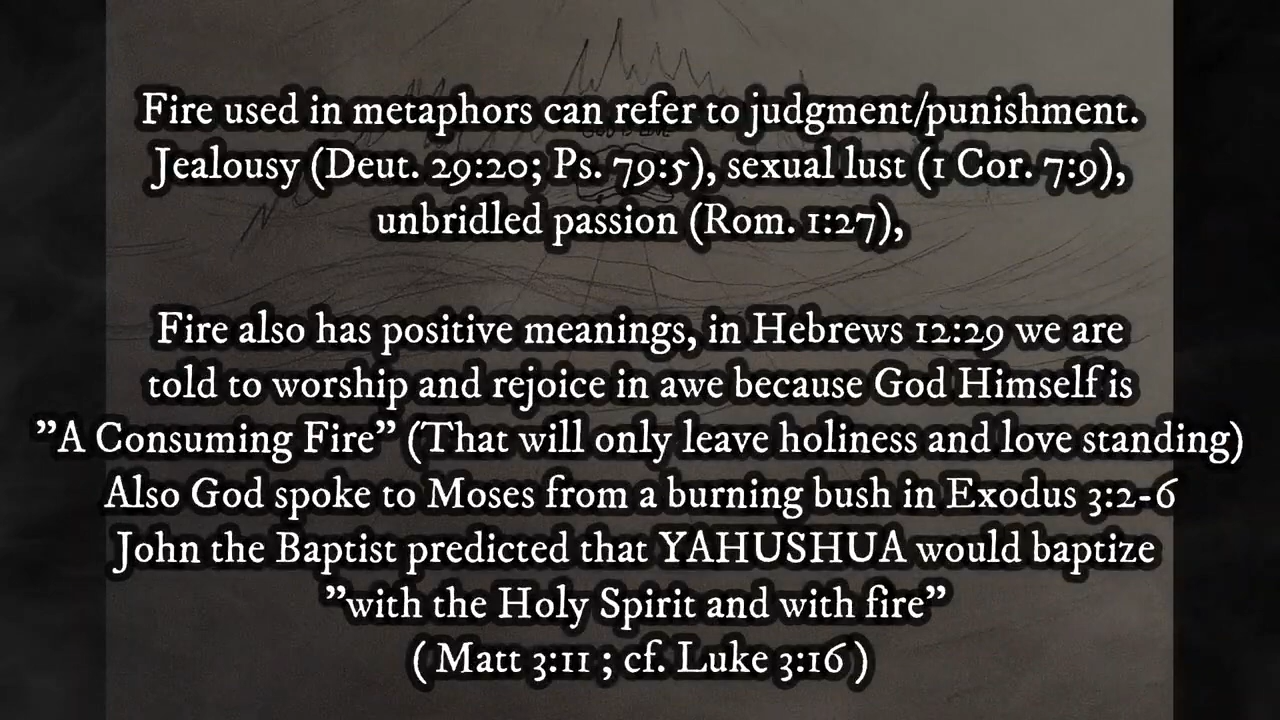 Fire used in metaphors can refer to judgment/punishment.
Jealousy (Deut. 29:20; Ps. 79:5), sexual lust (1 Cor. 7:9),
unbridled passion (Rom. 1:27),
Fire also has positive meanings, in Hebrews 12:29 we are
told to worship and rejoice in awe because God Himself is
"A Consuming Fire" (That will only leave holiness and love standing)
Also God spoke to Moses from a burning bush in Exodus 3:2-6
John the Baptist predicted that YAHUSHUA would baptize
"with the Holy Spirit and with fire"
( Matt 3:11 ; cf. Luke 3:16 )